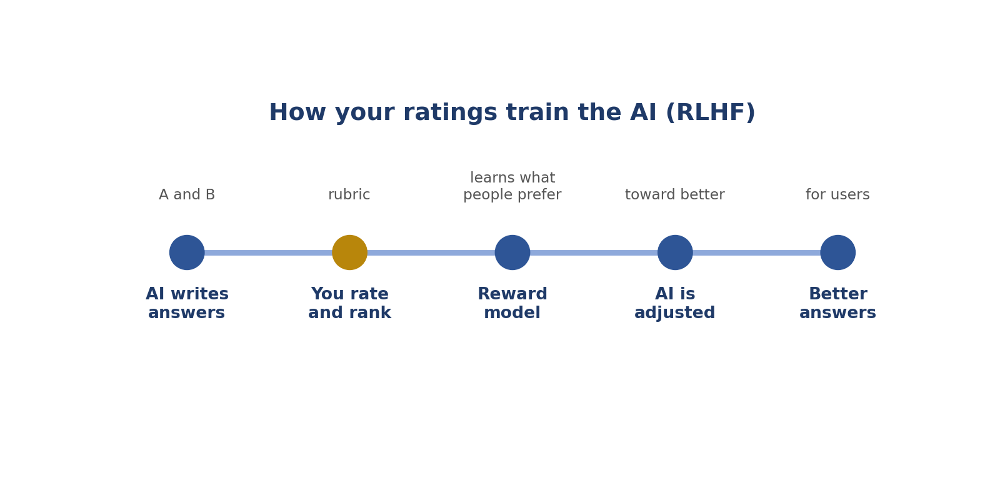 How your ratings train the AI (RLHF)
A and B
rubric
learns what
people prefer
toward better
for users
AI writes
answers
You rate
and rank
Reward
model
AI is
adjusted
Better
answers